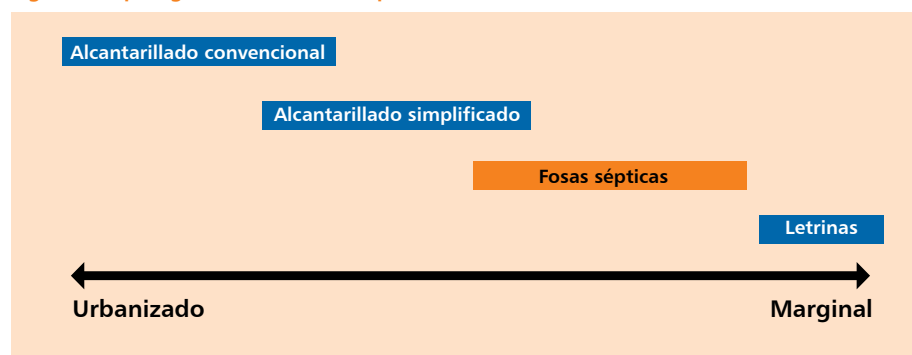 Alcantarillado convencional
Alcantarillado simplificado
Fosas sépticas
Letrinas
Urbanizado
Marginal